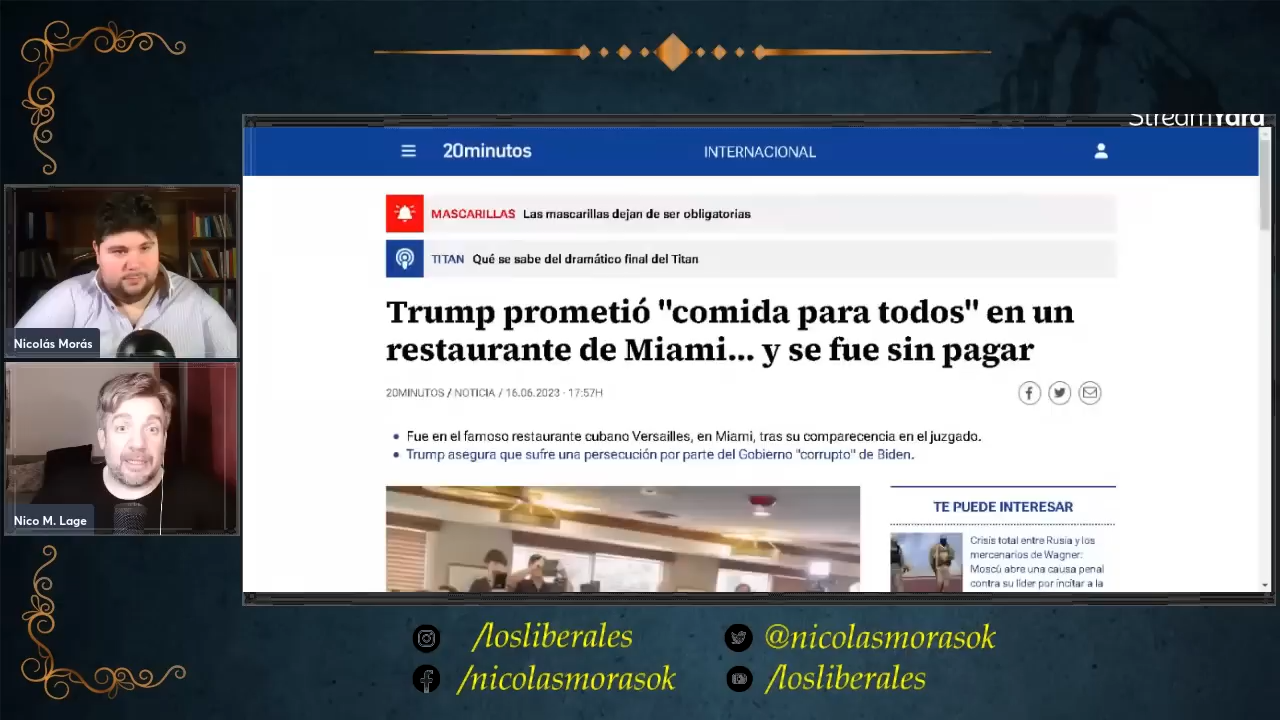 StreamYard
20minutos
INTERNACIONAL
MASCARILLAS Las mascarillas dejan de ser obligatorias
TITAN Qué se sabe del dramático final del Titan
Trump prometió "comida para todos" en un
restaurante de Miami... y se fue sin pagar
20MINUTOS / NOTICIA / 16.06.2023 - 17:57H
Fue en el famoso restaurante cubano Versailles, en Miami, tras su comparecencia en el juzgado.
Trump asegura que sufre una persecución por parte del Gobierno "corrupto" de Biden.
TE PUEDE INTERESAR
Crisis total entre Rusia y los
mercenarios de Wagner:
Moscú abre una causa penal
contra su líder por incitar a la
Nicolás Morás
Nico M. Lage
/losliberales
@nicolasmorasok
/nicolasmorasok
/losliberales